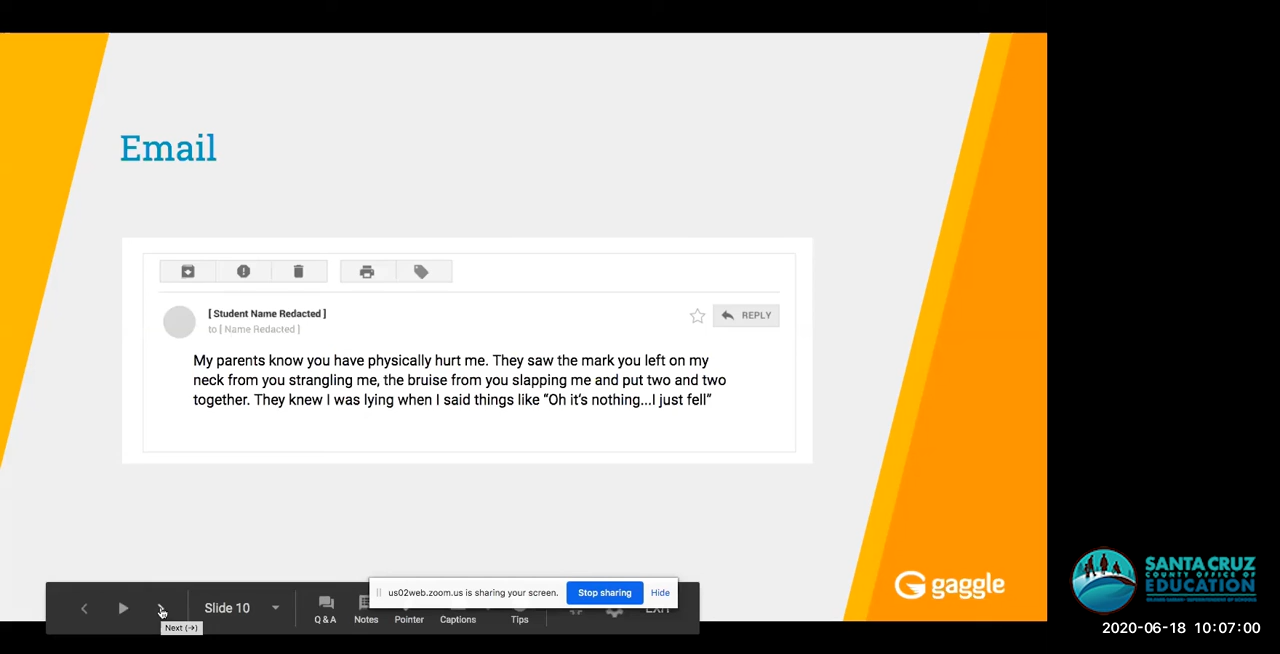 Email
[ Student Name Redacted ]
to [ Name Redacted ]
REPLY
My parents know you have physically hurt me. They saw the mark you left on my
neck from you strangling me, the bruise from you slapping me and put two and two
together. They knew I was lying when I said things like “Oh it’s nothing...I just fell”
gaggle
SANTA CRUZ
COUNTY OFFICE OF
EDUCATION
us02web.zoom.us is sharing your screen.
Stop sharing
Hide
Slide 10
Q & A
Notes
Pointer
Captions
Tips
EXIT
Next (→)
2020-06-18 10:07:00